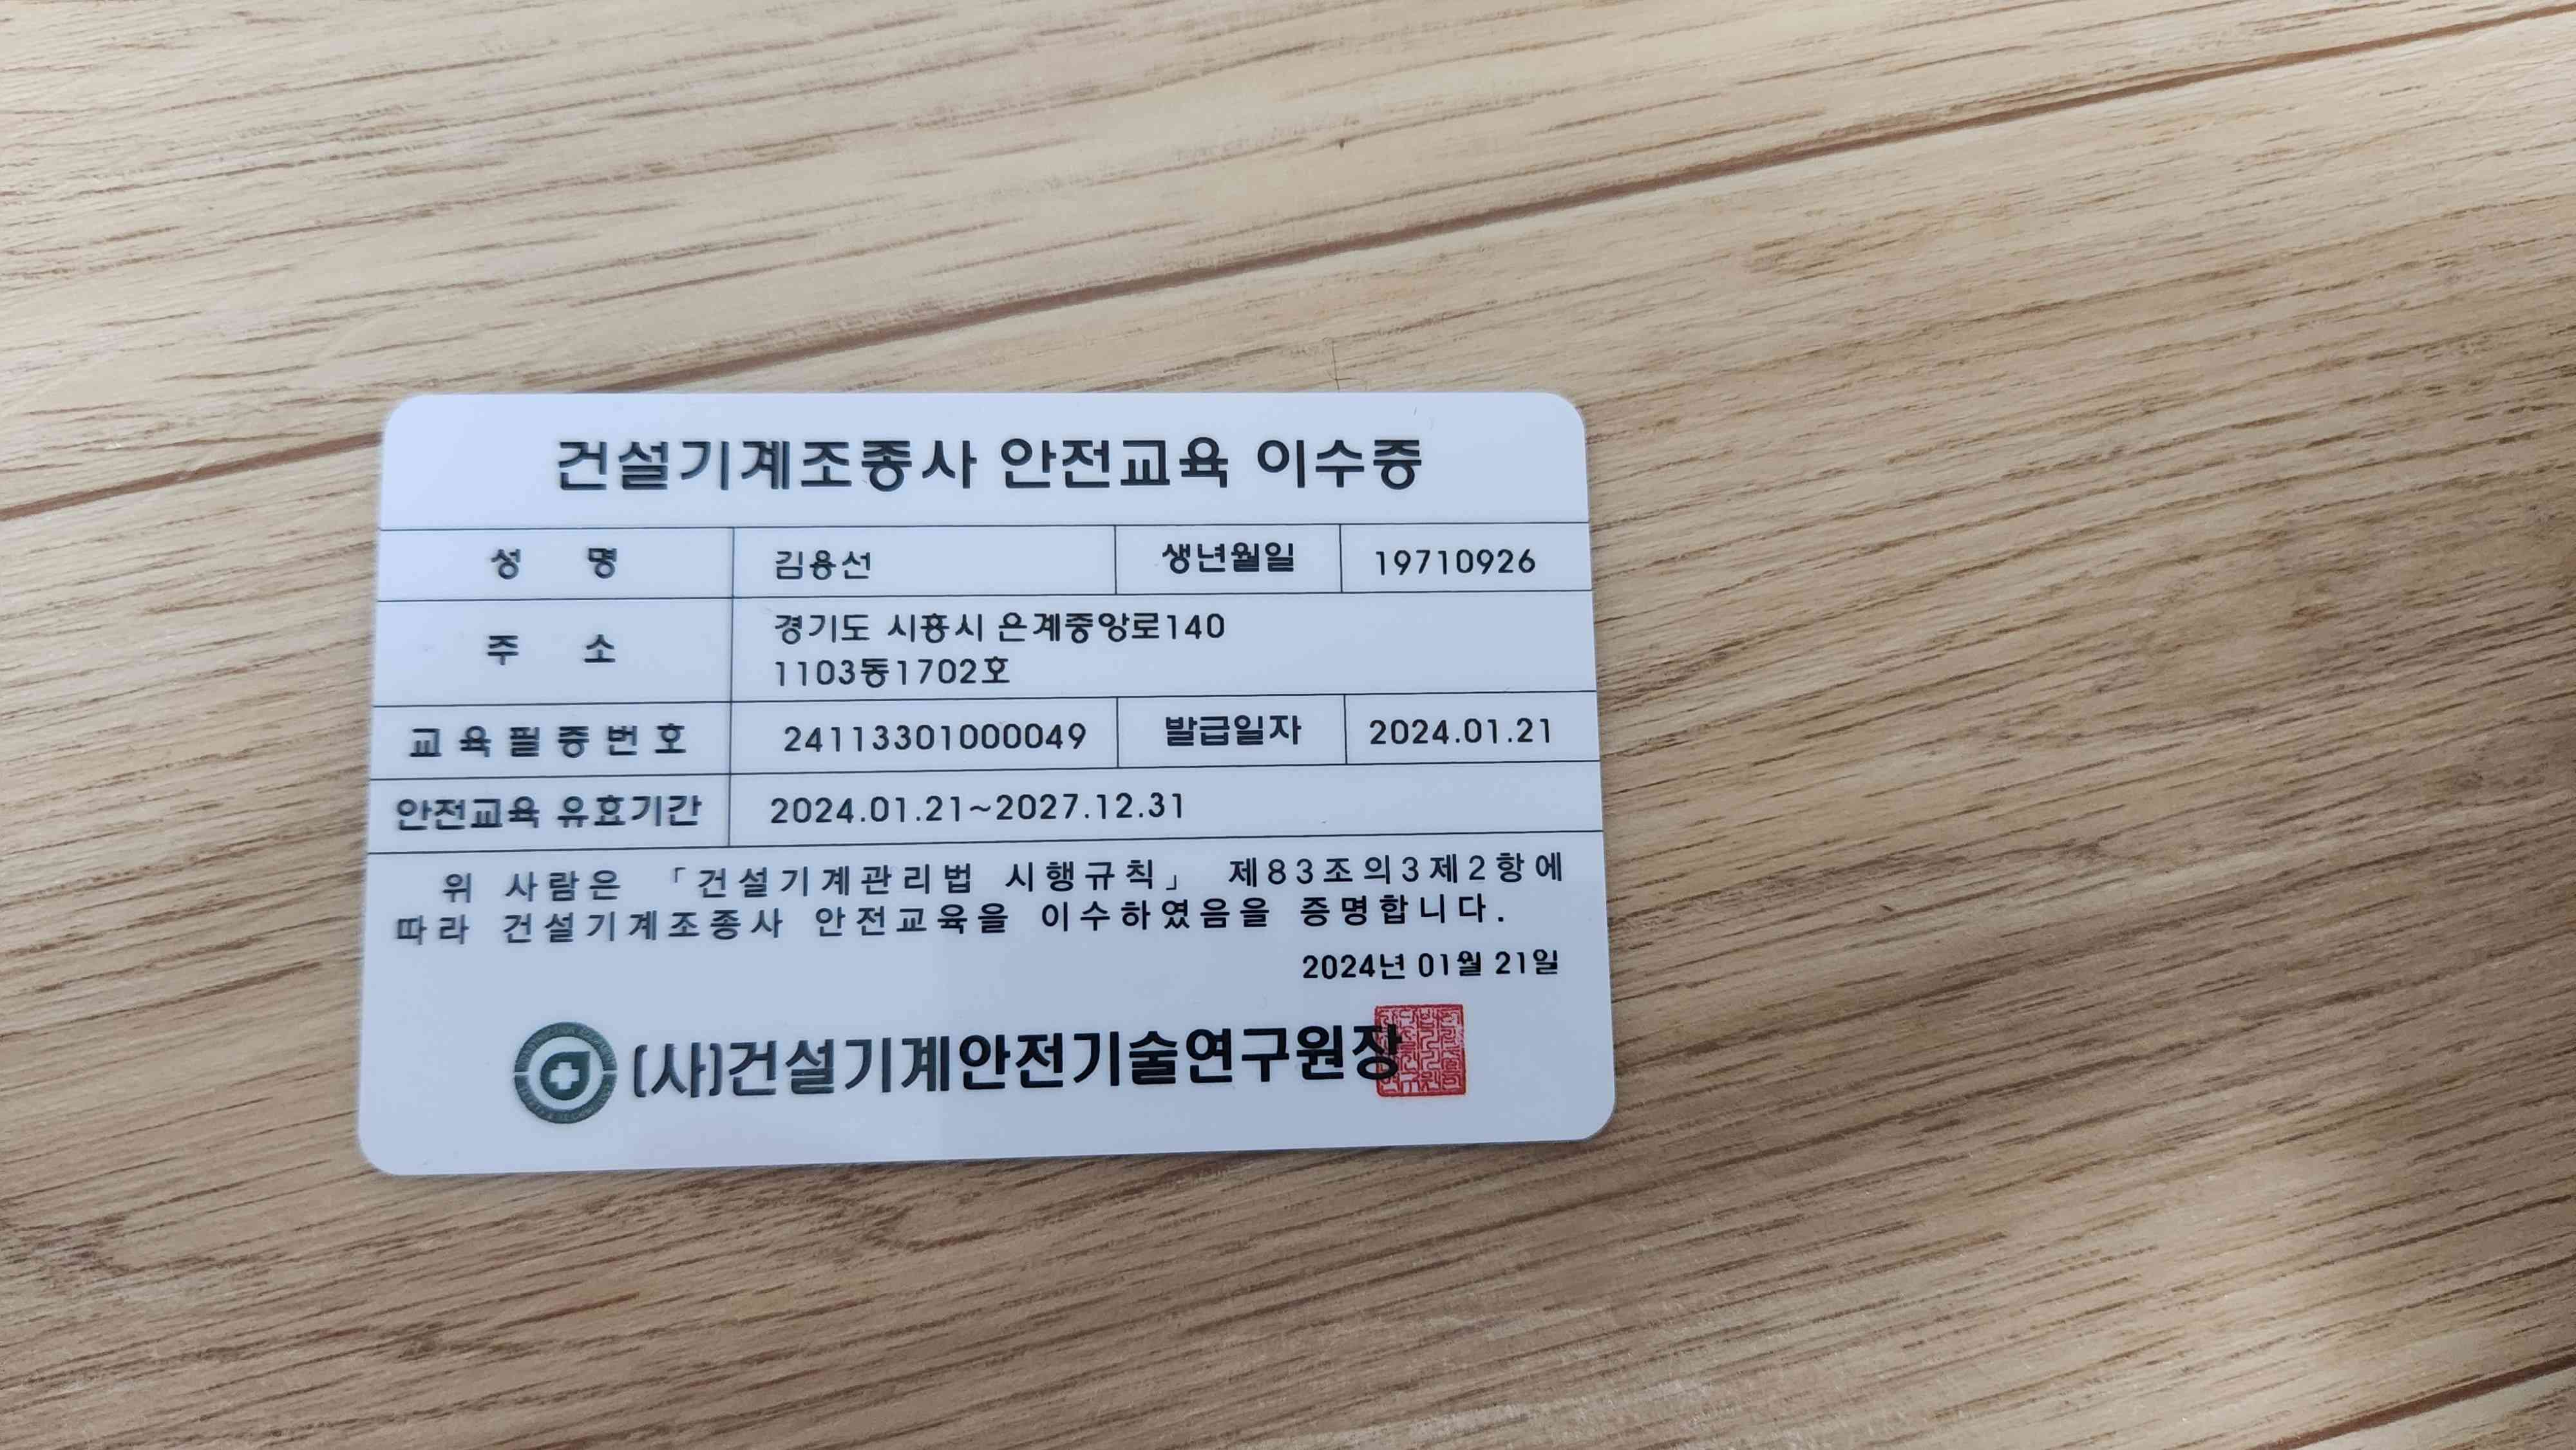 건설기계조종사 안전교육 이수증
성 명 김용선 생년월일 19710926
주 소 경기도 시흥시 은계중앙로140
1103동1702호
교육필증번호 24113301000049 발급일자 2024.01.21
안전교육 유효기간 2024.01.21~2027.12.31
위 사람은 「건설기계관리법 시행규칙」 제83조의3제2항에
따라 건설기계조종사 안전교육을 이수하였음을 증명합니다.
2024년 01월 21일
(사)건설기계안전기술연구원장